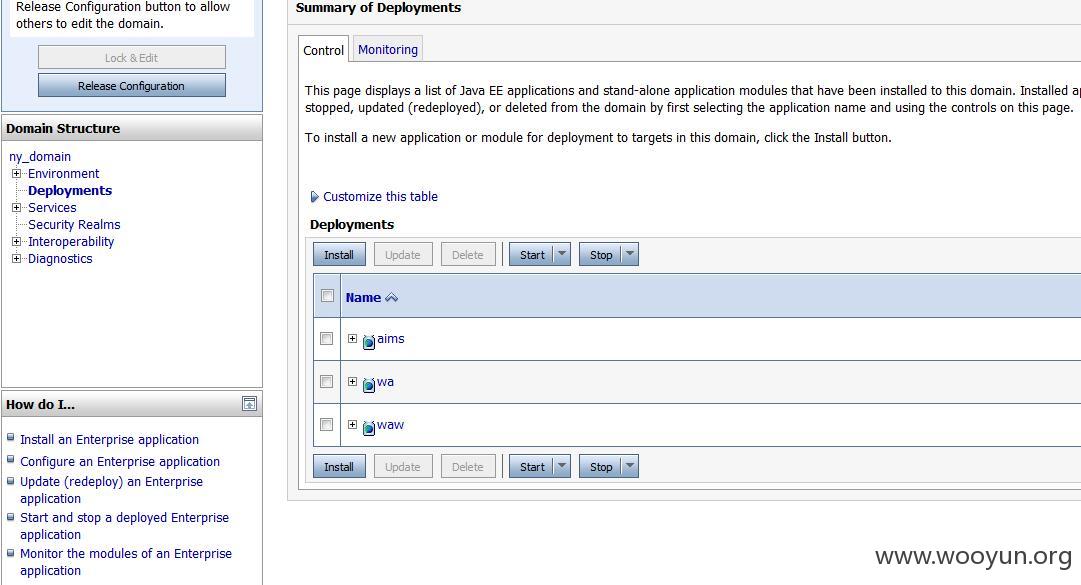 Release Configuration button to allow
others to edit the domain.
Lock & Edit
Release Configuration
Domain Structure
ny_domain
Environment
Deployments
Services
Security Realms
Interoperability
Diagnostics
How do I...
Install an Enterprise application
Configure an Enterprise application
Update (redeploy) an Enterprise
application
Start and stop a deployed Enterprise
application
Monitor the modules of an Enterprise
application
Summary of Deployments
Control Monitoring
This page displays a list of Java EE applications and stand-alone application modules that have been installed to this domain. Installed
stopped, updated (redeployed), or deleted from the domain by first selecting the application name and using the controls on this page.
To install a new application or module for deployment to targets in this domain, click the Install button.
Customize this table
Deployments
Install Update Delete Start Stop
Name
aims
wa
waw
Install Update Delete Start Stop
www.wooyun.org